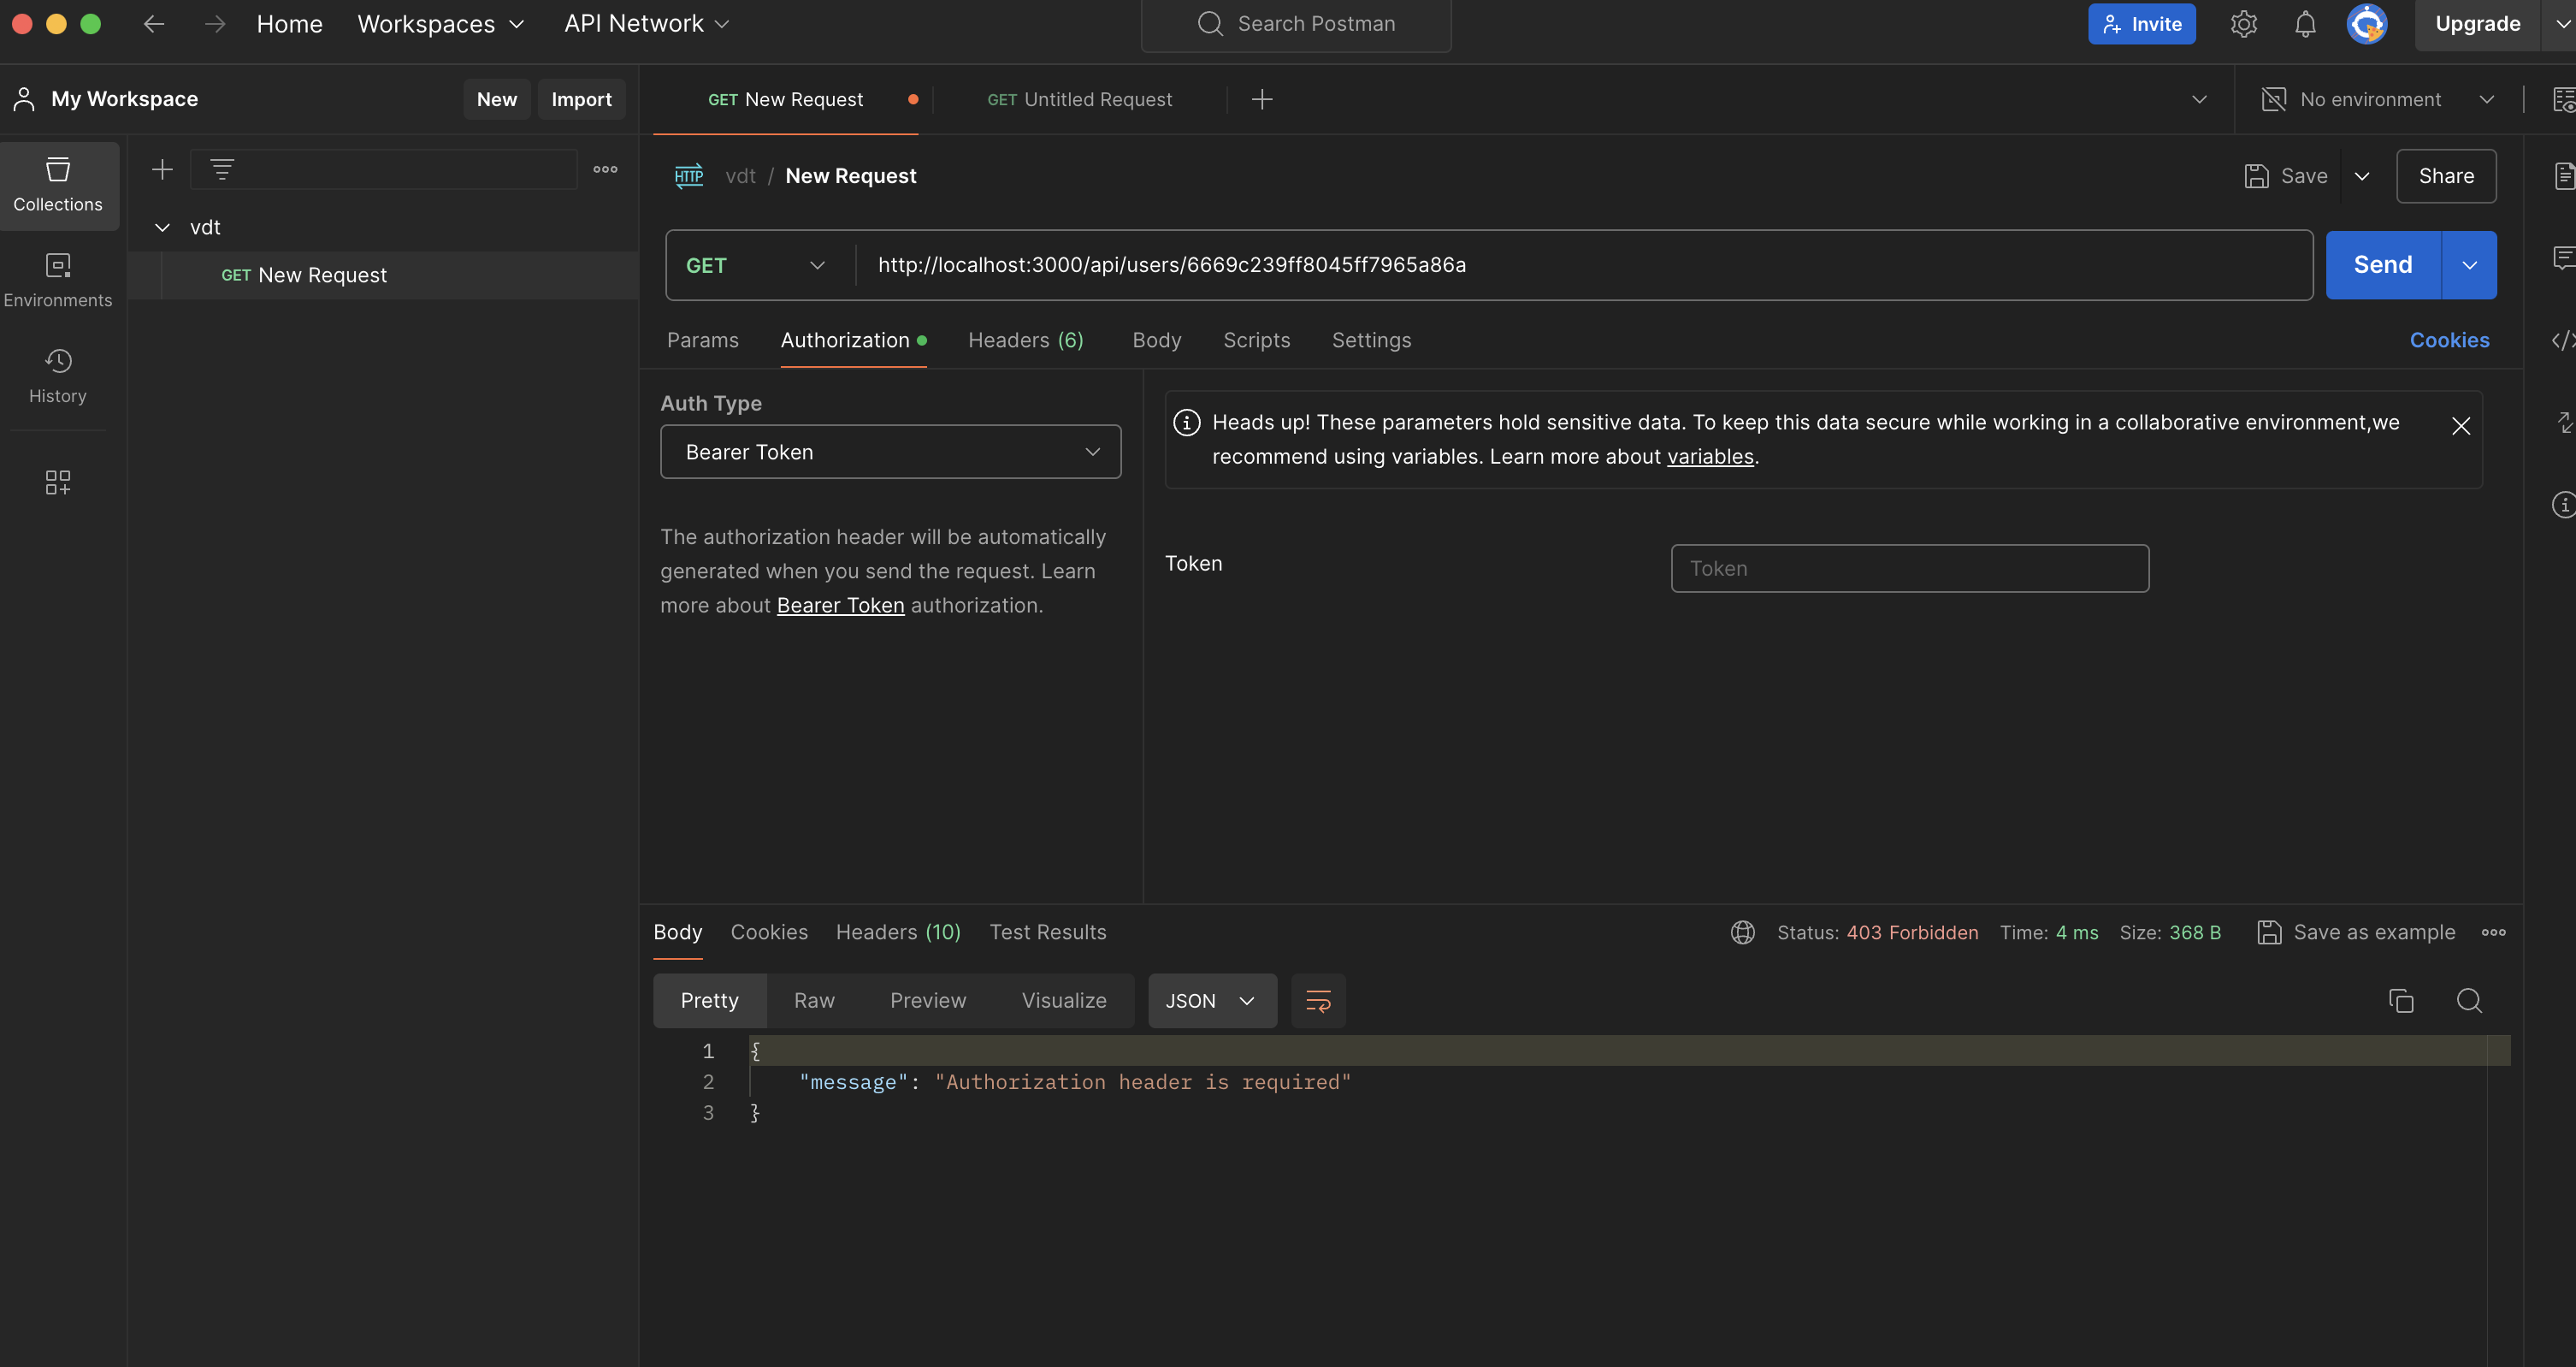 Home Workspaces API Network Search Postman Invite Upgrade
My Workspace New Import GET New Request GET Untitled Request No environment
Collections
vdt
GET New Request
Environments
History
HTTP vdt / New Request Save Share
GET http://localhost:3000/api/users/6669c239ff8045ff7965a86a Send
Params Authorization Headers (6) Body Scripts Settings Cookies
Auth Type
Bearer Token
The authorization header will be automatically
generated when you send the request. Learn
more about Bearer Token authorization.
Heads up! These parameters hold sensitive data. To keep this data secure while working in a collaborative environment,we
recommend using variables. Learn more about variables.
Token Token
Body Cookies Headers (10) Test Results Status: 403 Forbidden Time: 4 ms Size: 368 B Save as example
Pretty Raw Preview Visualize JSON
1 {
2 "message": "Authorization header is required"
3 }